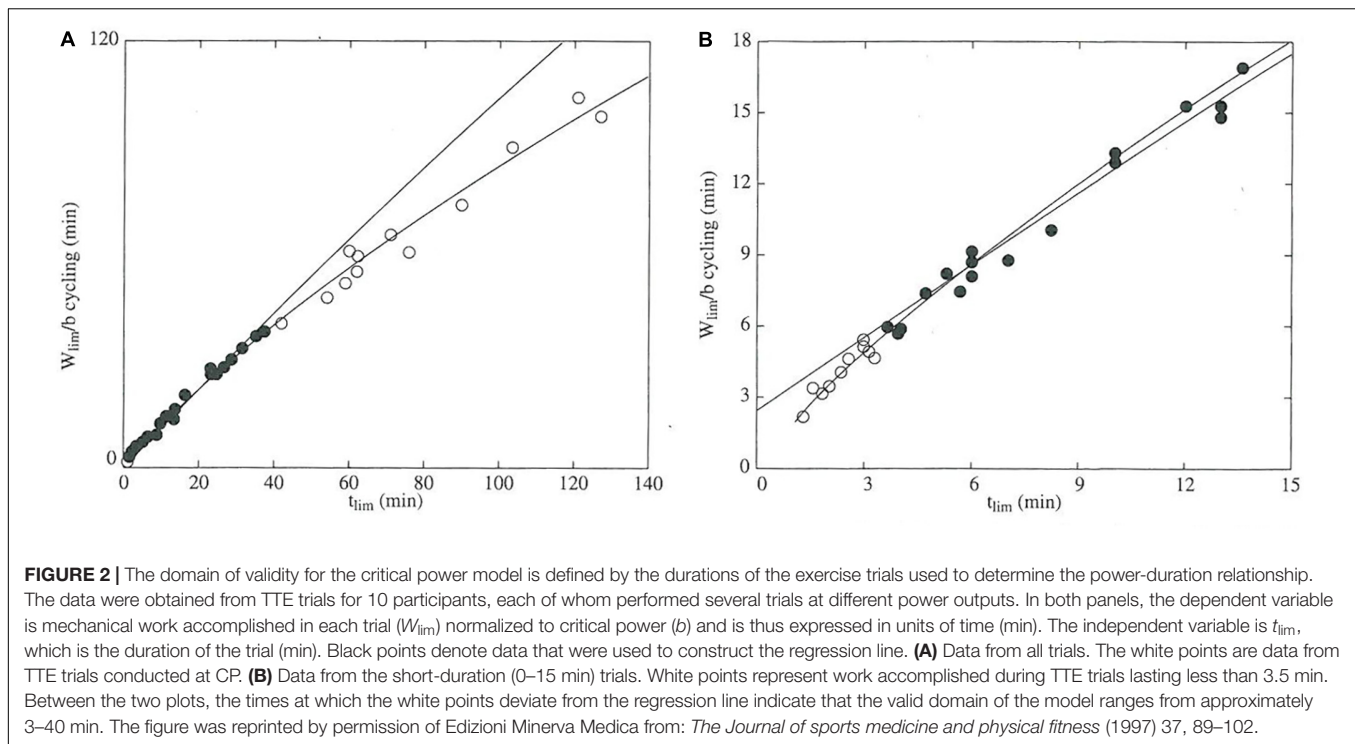 A
120
W_lim/b cycling (min)
0
0 20 40 60 80 100 120 140
t_lim (min)
B
18
15
12
9
6
3
0
W_lim/b cycling (min)
0 3 6 9 12 15
t_lim (min)
FIGURE 2 | The domain of validity for the critical power model is defined by the durations of the exercise trials used to determine the power-duration relationship.
The data were obtained from TTE trials for 10 participants, each of whom performed several trials at different power outputs. In both panels, the dependent variable
is mechanical work accomplished in each trial (W_lim) normalized to critical power (b) and is thus expressed in units of time (min). The independent variable is t_lim,
which is the duration of the trial (min). Black points denote data that were used to construct the regression line. (A) Data from all trials. The white points are data from
TTE trials conducted at CP. (B) Data from the short-duration (0–15 min) trials. White points represent work accomplished during TTE trials lasting less than 3.5 min.
Between the two plots, the times at which the white points deviate from the regression line indicate that the valid domain of the model ranges from approximately
3–40 min. The figure was reprinted by permission of Edizioni Minerva Medica from: The Journal of sports medicine and physical fitness (1997) 37, 89–102.